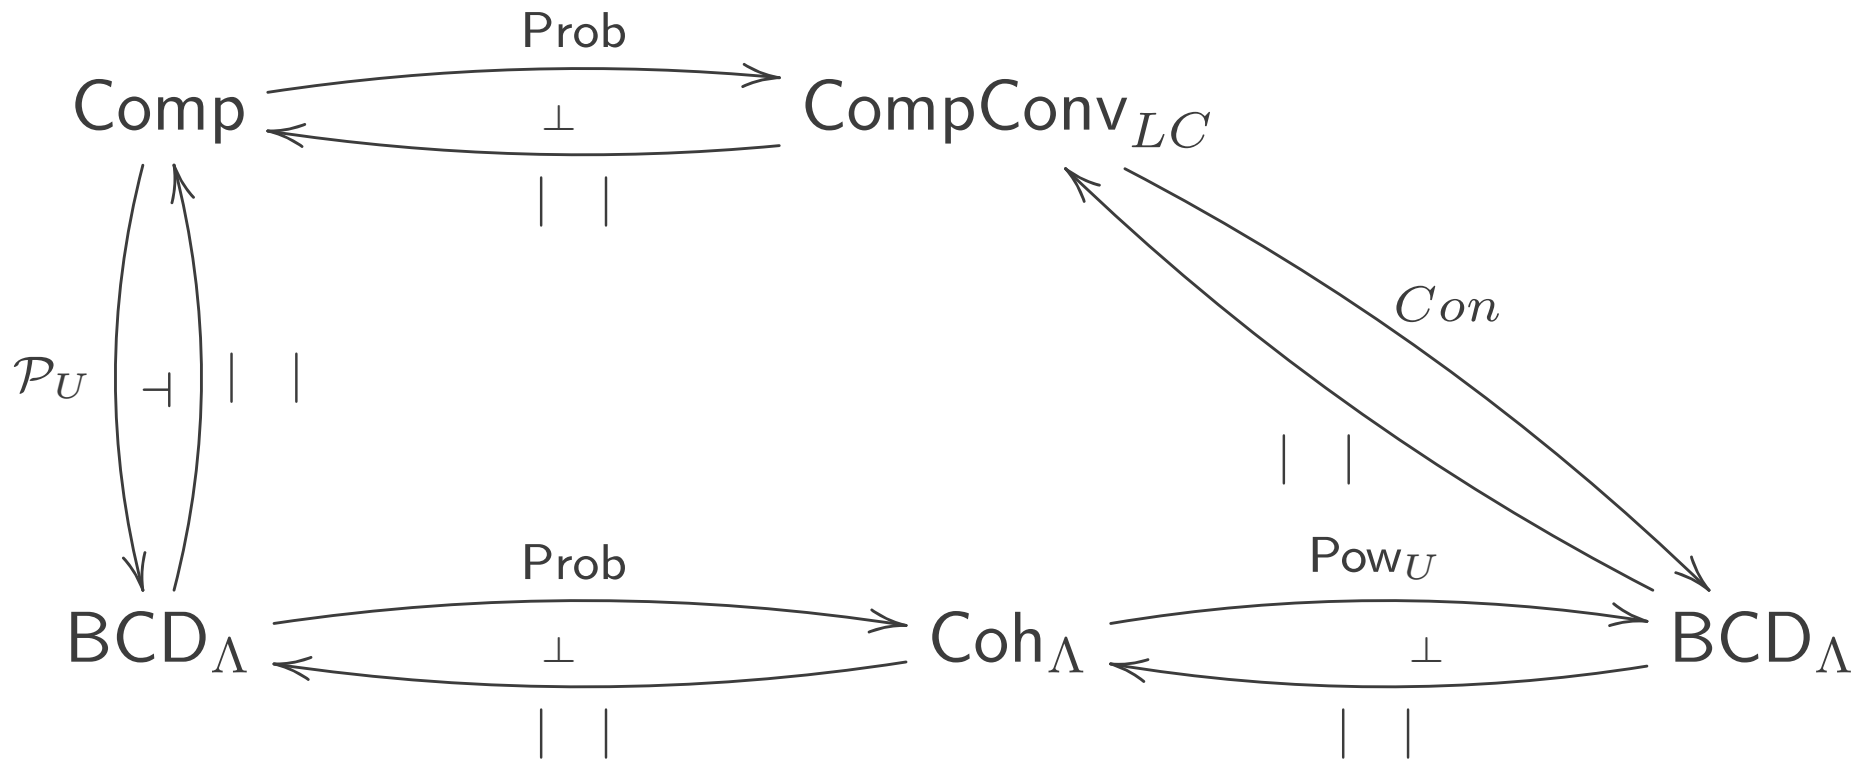 Prob
Comp ⊥ CompConv_{LC}
| |
Con
𝒫_U ⊣ | |
| |
Prob Pow_U
BCD_Λ ⊥ Coh_Λ ⊥ BCD_Λ
| | | |